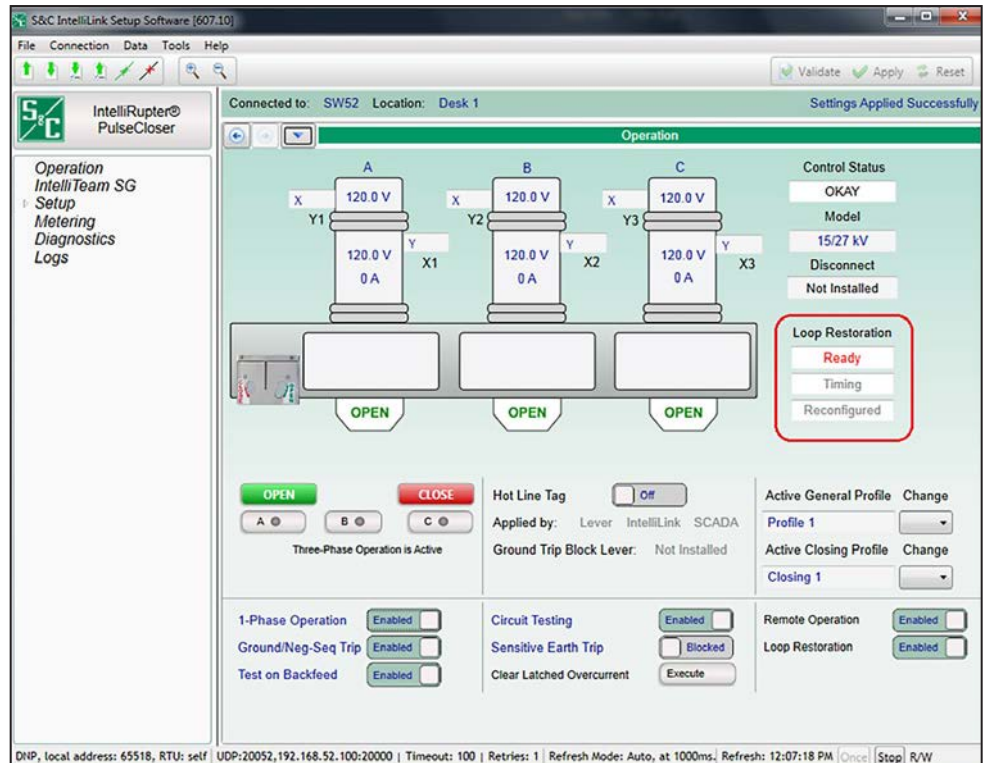 S&C IntelliLink Setup Software [607.10]
File Connection Data Tools Help
Validate Apply Reset
S&C IntelliRupter® PulseCloser
Connected to: SW52 Location: Desk 1 Settings Applied Successfully
Operation
Operation
IntelliTeam SG
Setup
Metering
Diagnostics
Logs
A B C
X 120.0 V X 120.0 V X 120.0 V
Y1 Y2 Y3
Y Y Y
120.0 V X1 120.0 V X2 120.0 V X3
0 A 0 A 0 A
OPEN OPEN OPEN
Control Status
OKAY
Model
15/27 kV
Disconnect
Not Installed
Loop Restoration
Ready
Timing
Reconfigured
OPEN CLOSE
A B C
Three-Phase Operation is Active
Hot Line Tag Off
Applied by: Lever IntelliLink SCADA
Ground Trip Block Lever: Not Installed
Active General Profile Change
Profile 1
Active Closing Profile Change
Closing 1
1-Phase Operation Enabled
Ground/Neg-Seq Trip Enabled
Test on Backfeed Enabled
Circuit Testing Enabled
Sensitive Earth Trip Blocked
Clear Latched Overcurrent Execute
Remote Operation Enabled
Loop Restoration Enabled
DNP, local address: 65518, RTU: self UDP:20052,192.168.52.100:20000 | Timeout: 100 | Retries: 1 Refresh Mode: Auto, at 1000ms. Refresh: 12:07:18 PM Once Stop R/W